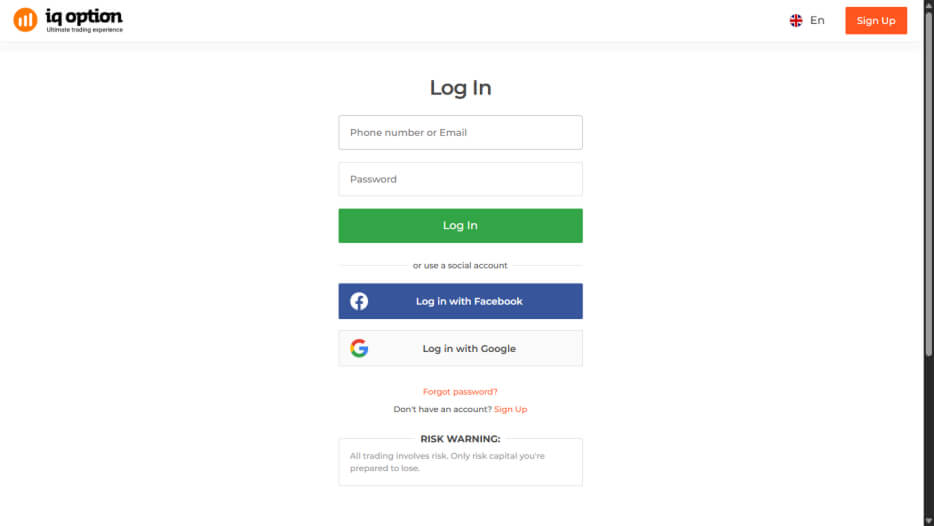 iq option
Ultimate trading experience
En
Sign Up
Log In
Phone number or Email
Password
Log In
or use a social account
Log in with Facebook
Log in with Google
Forgot password?
Don't have an account? Sign Up
RISK WARNING:
All trading involves risk. Only risk capital you're
prepared to lose.